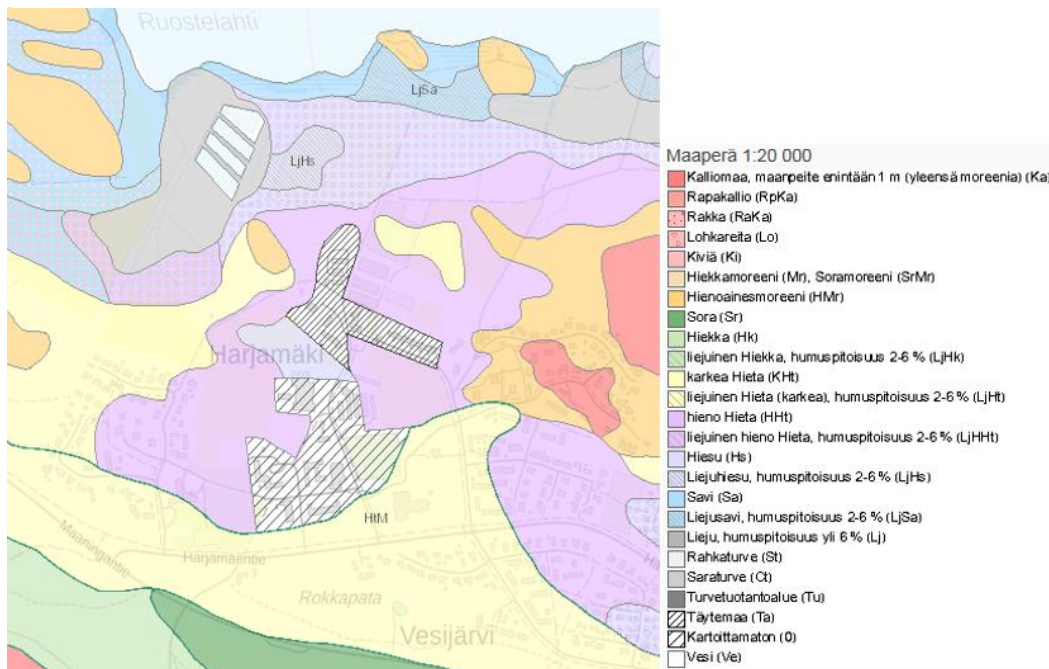 Ruostelahti
LjSa
LjHs
Harjamäki
HtM
Maaningantie
Harjamäentie
Rokkapata
Vesijärvi
Maaperä 1:20 000
Kalliomaa, maanpeite enintään 1 m (yleensä moreenia) (Ka)
Rapakallio (RpKa)
Rakka (RaKa)
Lohkareita (Lo)
Kiviä (Ki)
Hiekkamoreeni (Mr), Soramoreeni (SrMr)
Hienoainesmoreeni (HMr)
Sora (Sr)
Hiekka (Hk)
liejuinen Hiekka, humuspitoisuus 2-6 % (LjHk)
karkea Hieta (KHt)
liejuinen Hieta (karkea), humuspitoisuus 2-6 % (LjHt)
hieno Hieta (HHt)
liejuinen hieno Hieta, humuspitoisuus 2-6 % (LjHHt)
Hiesu (Hs)
Liejuhiesu, humuspitoisuus 2-6 % (LjHs)
Savi (Sa)
Liejusavi, humuspitoisuus 2-6 % (LjSa)
Lieju, humuspitoisuus yli 6 % (Lj)
Rahkaturve (St)
Saraturve (Ct)
Turvetuotantoalue (Tu)
Täytemaa (Ta)
Kartoittamaton (0)
Vesi (Ve)